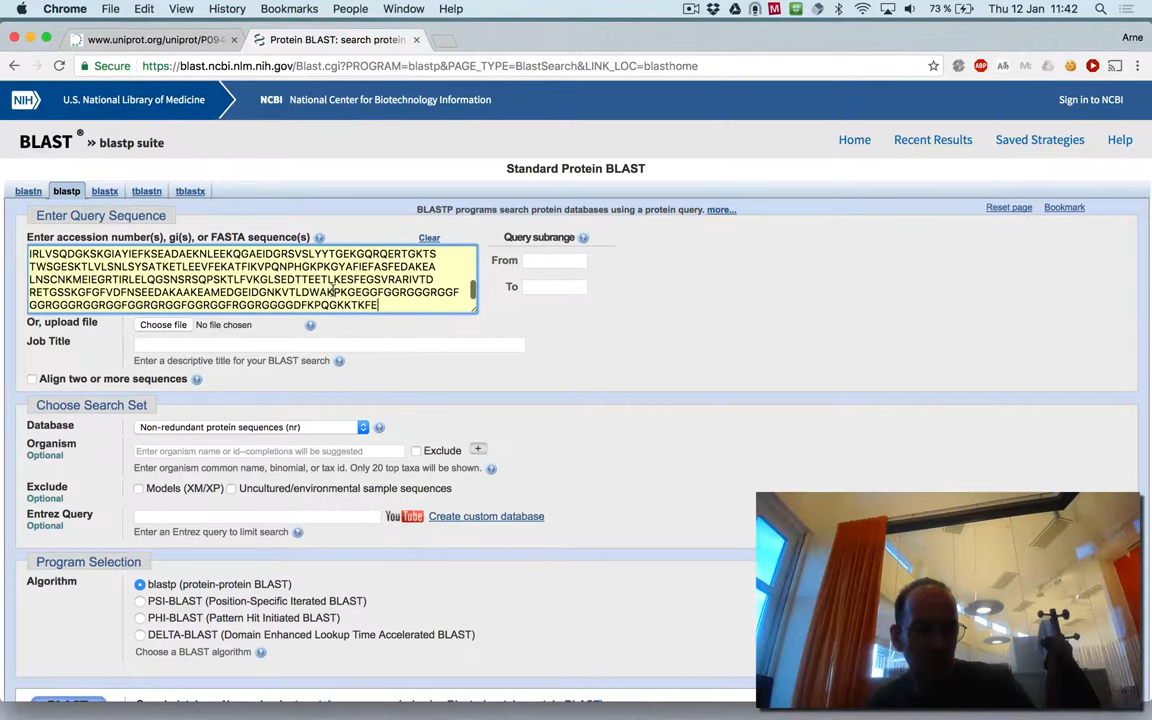 Chrome File Edit View History Bookmarks People Window Help 73 % Thu 12 Jan 11:42
www.uniprot.org/uniprot/P094 × Protein BLAST: search protein × Arne
Secure https://blast.ncbi.nlm.nih.gov/Blast.cgi?PROGRAM=blastp&PAGE_TYPE=BlastSearch&LINK_LOC=blasthome
NIH U.S. National Library of Medicine NCBI National Center for Biotechnology Information Sign in to NCBI
BLAST ® » blastp suite Home Recent Results Saved Strategies Help
Standard Protein BLAST
blastn blastp blastx tblastn tblastx
Enter Query Sequence BLASTP programs search protein databases using a protein query. more... Reset page Bookmark
Enter accession number(s), gi(s), or FASTA sequence(s) Clear Query subrange
IRLVSQDGKSKGIAYIEFKSEADAEKNLEEKQGAEIDGRSVSLYYTGEKGQRQERTGKTS
TWSGESKTLVLSNLSYSATKETLEEVFEKATFIKVPQNPHGKPKGYAFIEFASFEDAKEA
LNSCNKMEIEGRTIRLELQGSNSRSQPSKTLFVKGLSEDTTEETLKESFEGSVRARIVTD
RETGSSKGFGFVDFNSEEDAKAAKEAMEDGEIDGNKVTLDWAKPKGEGGFGGRGGGRGGF
GGRGGGRGGRGGFGGRGRGGFGGRGGFRGGRGGGGDFKPQGKKTKFE
From
To
Or, upload file Choose file No file chosen
Job Title
Enter a descriptive title for your BLAST search
Align two or more sequences
Choose Search Set
Database Non-redundant protein sequences (nr)
Organism
Optional
Enter organism name or id--completions will be suggested Exclude +
Enter organism common name, binomial, or tax id. Only 20 top taxa will be shown.
Exclude
Optional
Models (XM/XP) Uncultured/environmental sample sequences
Entrez Query
Optional
YouTube Create custom database
Enter an Entrez query to limit search
Program Selection
Algorithm
blastp (protein-protein BLAST)
PSI-BLAST (Position-Specific Iterated BLAST)
PHI-BLAST (Pattern Hit Initiated BLAST)
DELTA-BLAST (Domain Enhanced Lookup Time Accelerated BLAST)
Choose a BLAST algorithm